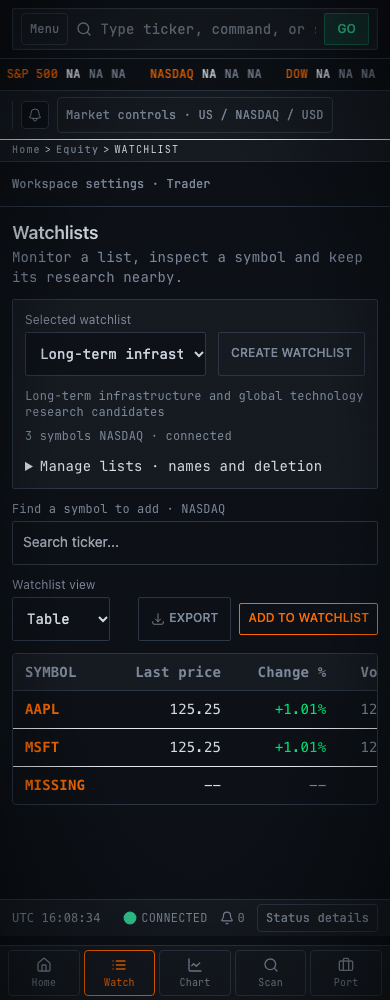 Menu Type ticker, command, or GO
S&P 500 NA NA NA NASDAQ NA NA NA DOW NA NA NA
Market controls · US / NASDAQ / USD
Home > Equity > WATCHLIST
Workspace settings · Trader
Watchlists
Monitor a list, inspect a symbol and keep
its research nearby.
Selected watchlist
Long-term infrast CREATE WATCHLIST
Long-term infrastructure and global technology
research candidates
3 symbols NASDAQ · connected
▶ Manage lists · names and deletion
Find a symbol to add · NASDAQ
Search ticker...
Watchlist view
Table EXPORT ADD TO WATCHLIST
SYMBOL Last price Change % Vo
AAPL 125.25 +1.01% 12
MSFT 125.25 +1.01% 12
MISSING —— ——
UTC 16:08:34 CONNECTED 0 Status details
Home Watch Chart Scan Port